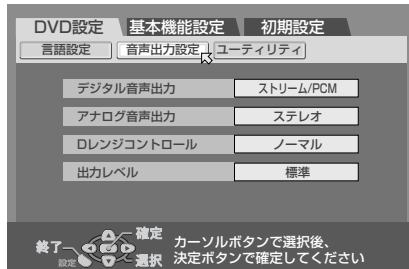 DVD設定 基本機能設定 初期設定
言語設定 音声出力設定 ユーティリティ
デジタル音声出力 ストリーム/PCM
アナログ音声出力 ステレオ
Dレンジコントロール ノーマル
出力レベル 標準
確定
終了
設定 選択
カーソルボタンで選択後、
決定ボタンで確定してください